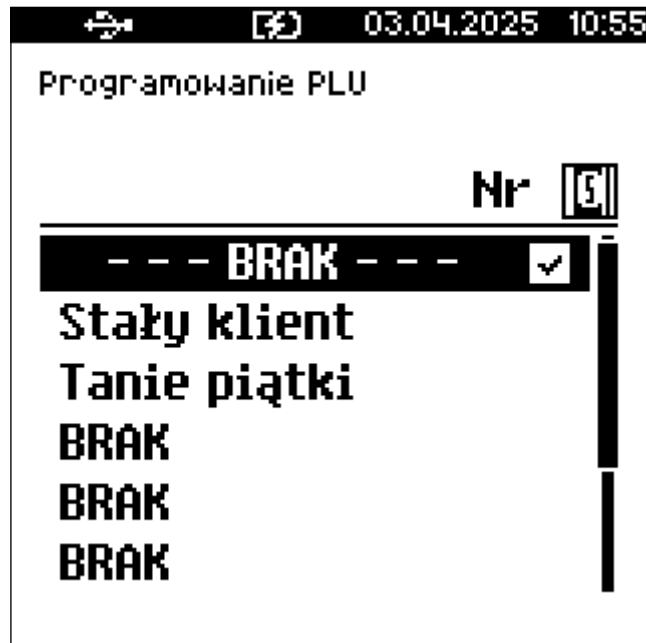 03.04.2025 10:55
Programowanie PLU
Nr
--- BRAK ---
Stały klient
Tanie piątki
BRAK
BRAK
BRAK